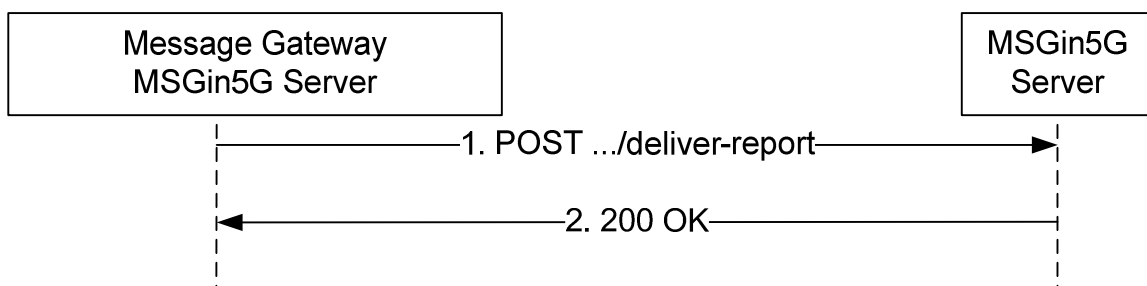 Message Gateway
MSGin5G Server
MSGin5G
Server
1. POST .../deliver-report
2. 200 OK